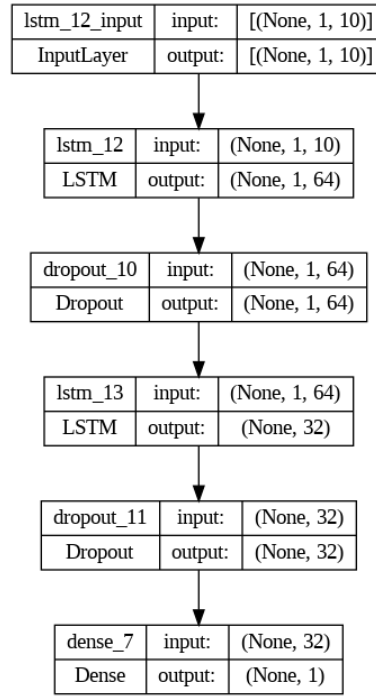 lstm_12_input input: [(None, 1, 10)]
InputLayer output: [(None, 1, 10)]
lstm_12 input: (None, 1, 10)
LSTM output: (None, 1, 64)
dropout_10 input: (None, 1, 64)
Dropout output: (None, 1, 64)
lstm_13 input: (None, 1, 64)
LSTM output: (None, 32)
dropout_11 input: (None, 32)
Dropout output: (None, 32)
dense_7 input: (None, 32)
Dense output: (None, 1)